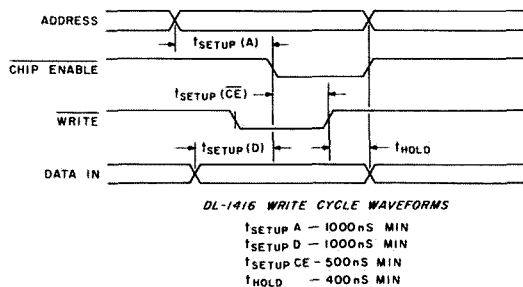 ADDRESS
tSETUP (A)
CHIP ENABLE
tSETUP (CE)
WRITE
tSETUP (D)
tHOLD
DATA IN
DL-1416 WRITE CYCLE WAVEFORMS
tSETUP A – 1000nS MIN
tSETUP D – 1000nS MIN
tSETUP CE – 500nS MIN
tHOLD – 400nS MIN